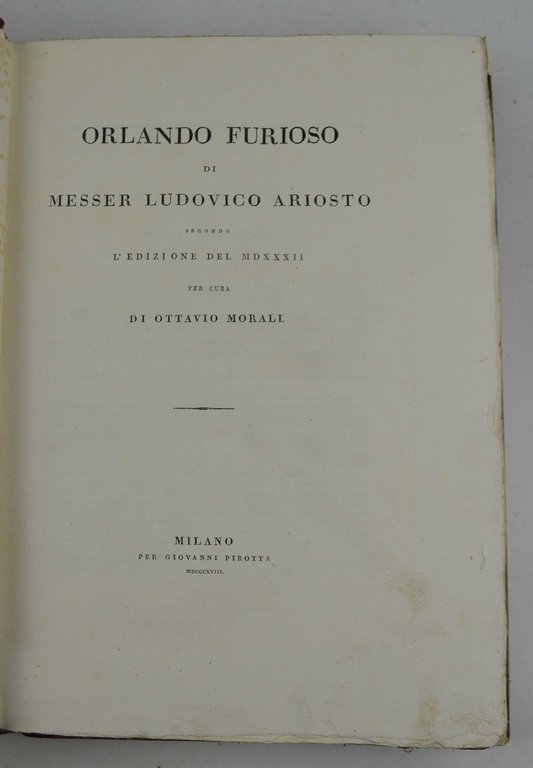 ORLANDO FURIOSO
DI
MESSER LUDOVICO ARIOSTO
SECONDO
L'EDIZIONE DEL MDXXXII
PER CURA
DI OTTAVIO MORALI
MILANO
PER GIOVANNI PIROTTA
MDCCCXVIII.